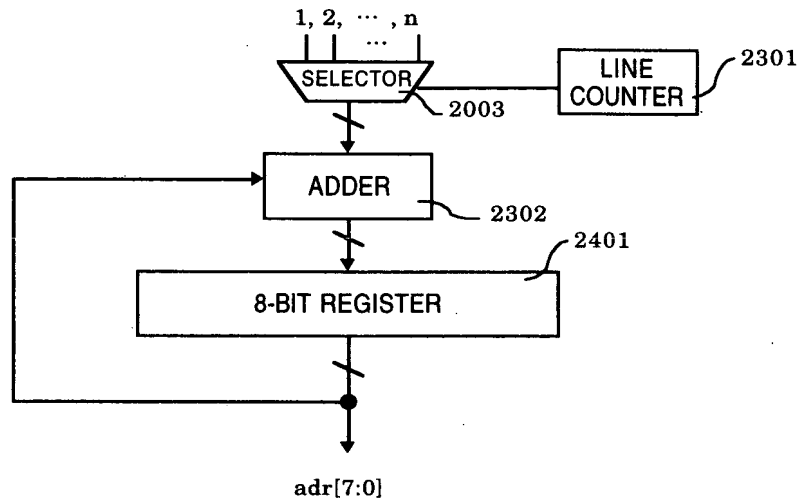 1, 2, ⋯ , n
⋯
SELECTOR
2003
LINE
COUNTER
2301
ADDER
2302
2401
8-BIT REGISTER
adr[7:0]